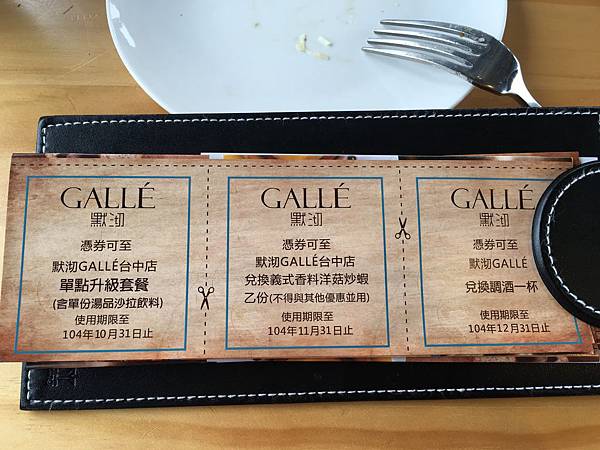 GALLÉ
默沏
憑券可至
默沏GALLÉ台中店
單點升級套餐
(含單份湯品沙拉飲料)
使用期限至
104年10月31日止
GALLÉ
默沏
憑券可至
默沏GALLÉ台中店
兌換義式香料洋菇炒蝦
乙份(不得與其他優惠並用)
使用期限至
104年11月31日止
GALLÉ
默沏
憑券可至
默沏GALLÉ
兌換調酒一杯
使用期限至
104年12月31日止